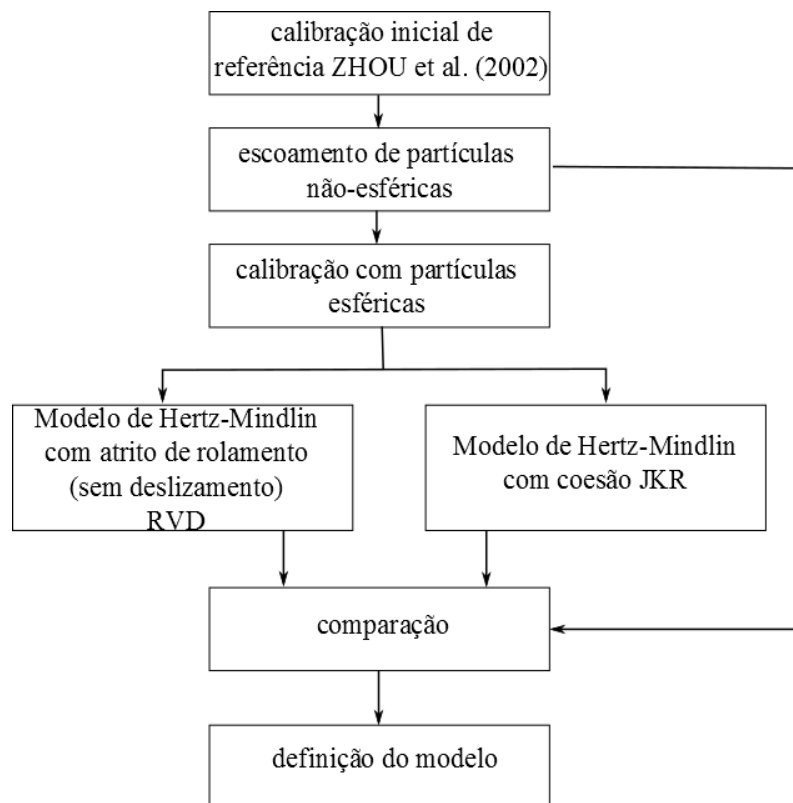 calibração inicial de
referência ZHOU et al. (2002)
escoamento de partículas
não-esféricas
calibração com partículas
esféricas
Modelo de Hertz-Mindlin
com atrito de rolamento
(sem deslizamento)
RVD
Modelo de Hertz-Mindlin
com coesão JKR
comparação
definição do modelo